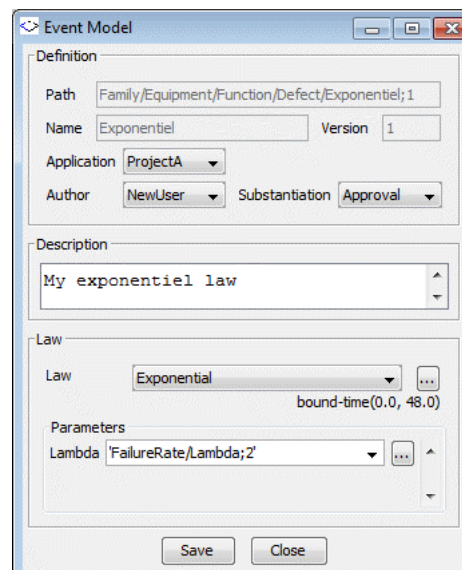 Event Model
Definition
Path Family/Equipment/Function/Defect/Exponentiel;1
Name Exponentiel Version 1
Application ProjectA
Author NewUser Substantiation Approval
Description
My exponentiel law
Law
Law Exponential ...
bound-time(0.0, 48.0)
Parameters
Lambda 'FailureRate/Lambda;2' ...
Save Close